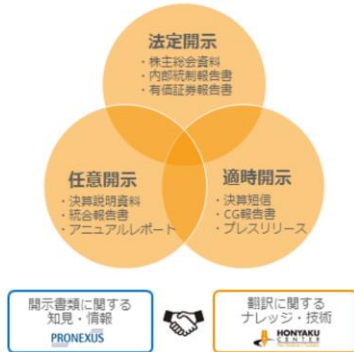 法定開示
・株主総会資料
・内部統制報告書
・有価証券報告書
任意開示
・決算説明資料
・統合報告書
・アニュアルレポート
適時開示
・決算短信
・CG報告書
・プレスリリース
開示書類に関する
知見・情報
PRONEXUS
翻訳に関する
ナレッジ・技術
HONYAKU
CENTER